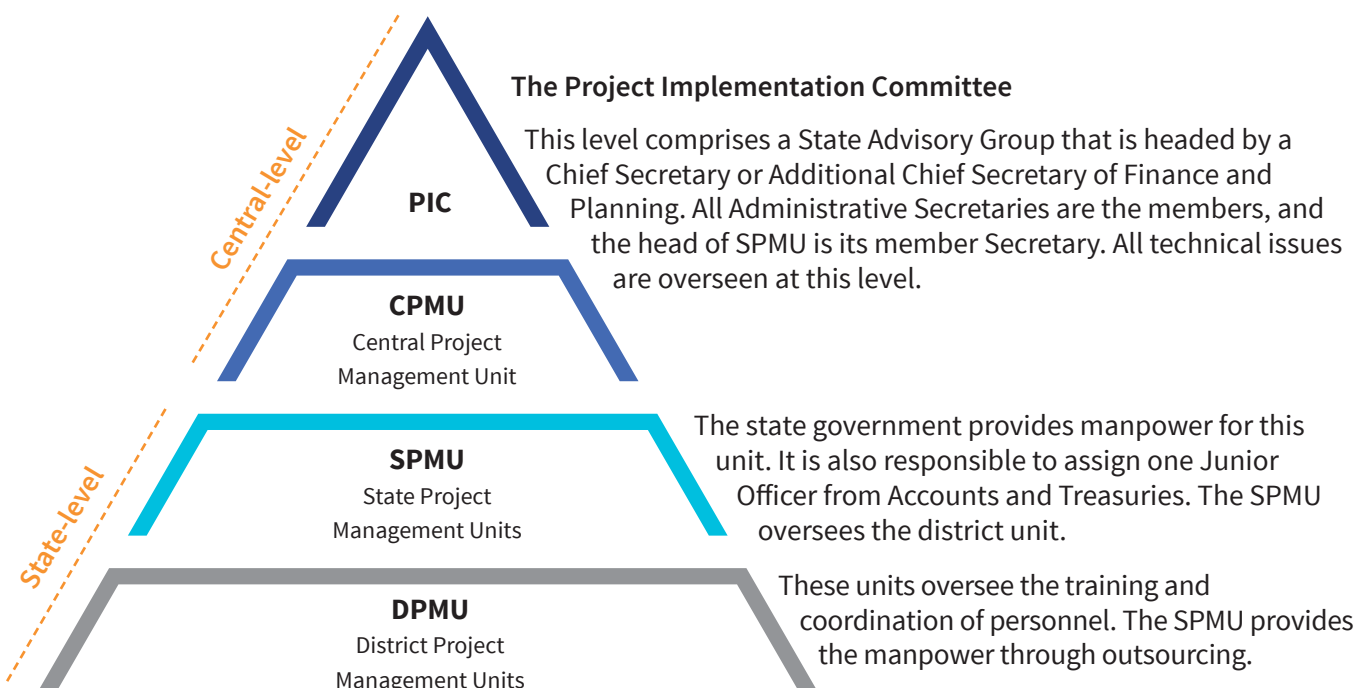 Central-level
The Project Implementation Committee
This level comprises a State Advisory Group that is headed by a
Chief Secretary or Additional Chief Secretary of Finance and
Planning. All Administrative Secretaries are the members, and
the head of SPMU is its member Secretary. All technical issues
are overseen at this level.
PIC
CPMU
Central Project
Management Unit
State-level
SPMU
State Project
Management Units
The state government provides manpower for this
unit. It is also responsible to assign one Junior
Officer from Accounts and Treasuries. The SPMU
oversees the district unit.
DPMU
District Project
Management Units
These units oversee the training and
coordination of personnel. The SPMU provides
the manpower through outsourcing.